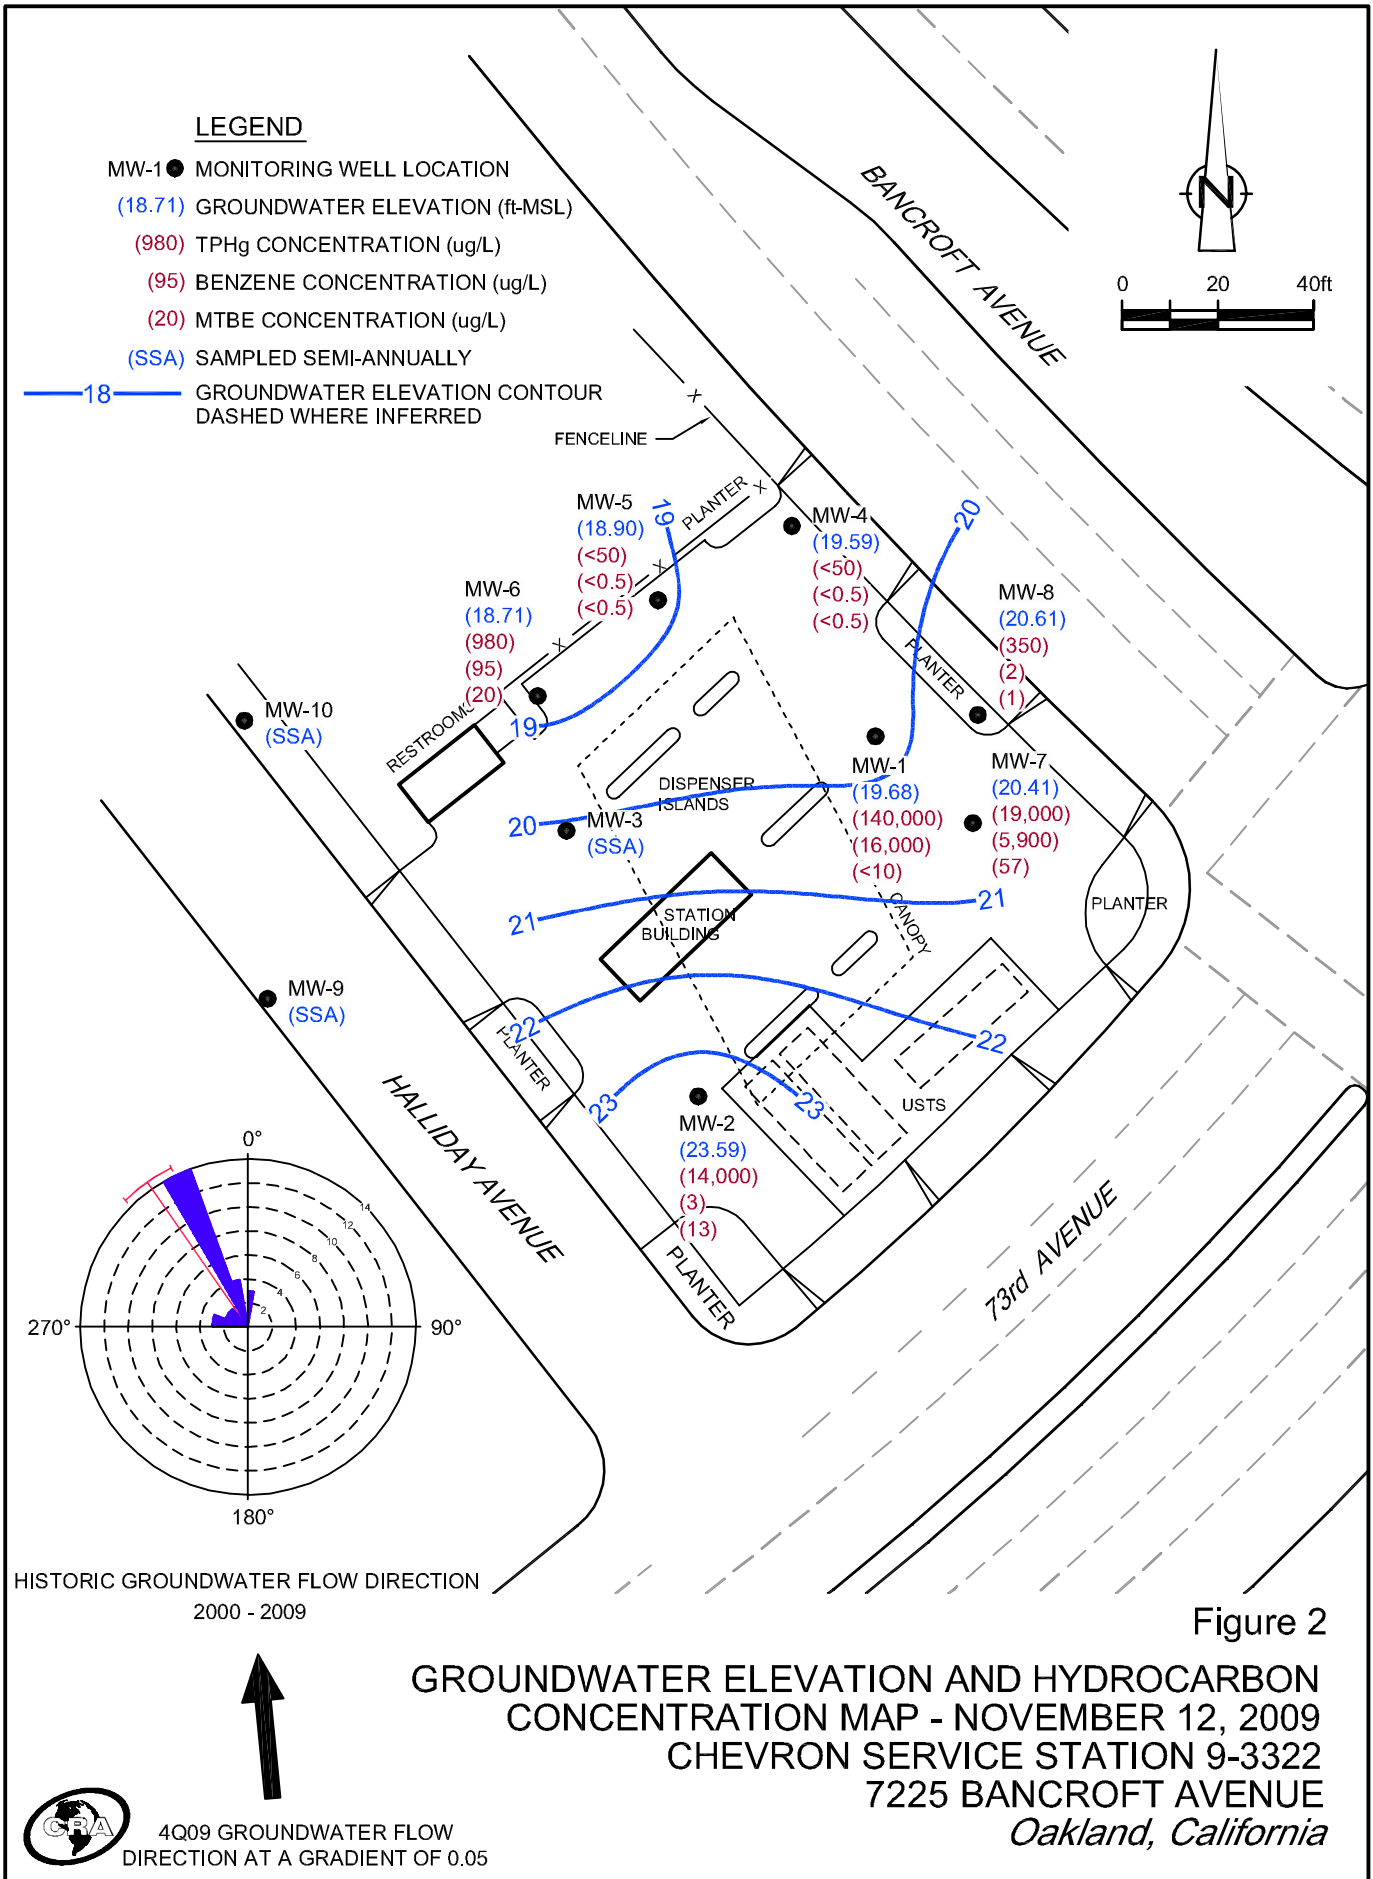 LEGEND
MW-1 MONITORING WELL LOCATION
(18.71) GROUNDWATER ELEVATION (ft-MSL)
(980) TPHg CONCENTRATION (ug/L)
(95) BENZENE CONCENTRATION (ug/L)
(20) MTBE CONCENTRATION (ug/L)
(SSA) SAMPLED SEMI-ANNUALLY
18 GROUNDWATER ELEVATION CONTOUR
DASHED WHERE INFERRED
N
0 20 40ft
BANCROFT AVENUE
X
FENCELINE
PLANTER
X
MW-5
(18.90)
(<50)
(<0.5)
(<0.5)
19
X
MW-4
(19.59)
(<50)
(<0.5)
(<0.5)
20
MW-6
(18.71)
(980)
(95)
(20)
X
MW-8
(20.61)
(350)
(2)
(1)
PLANTER
MW-10
(SSA)
RESTROOMS
19
DISPENSER
ISLANDS
MW-1
(19.68)
(140,000)
(16,000)
(<10)
MW-7
(20.41)
(19,000)
(5,900)
(57)
20
MW-3
(SSA)
21
STATION
BUILDING
CANOPY
21
PLANTER
MW-9
(SSA)
22
PLANTER
22
23
23
USTS
MW-2
(23.59)
(14,000)
(3)
(13)
PLANTER
HALLIDAY AVENUE
73rd AVENUE
0°
14
12
10
8
6
4
2
270°
90°
180°
HISTORIC GROUNDWATER FLOW DIRECTION
2000 - 2009
CRA
4Q09 GROUNDWATER FLOW
DIRECTION AT A GRADIENT OF 0.05
Figure 2
GROUNDWATER ELEVATION AND HYDROCARBON
CONCENTRATION MAP - NOVEMBER 12, 2009
CHEVRON SERVICE STATION 9-3322
7225 BANCROFT AVENUE
Oakland, California